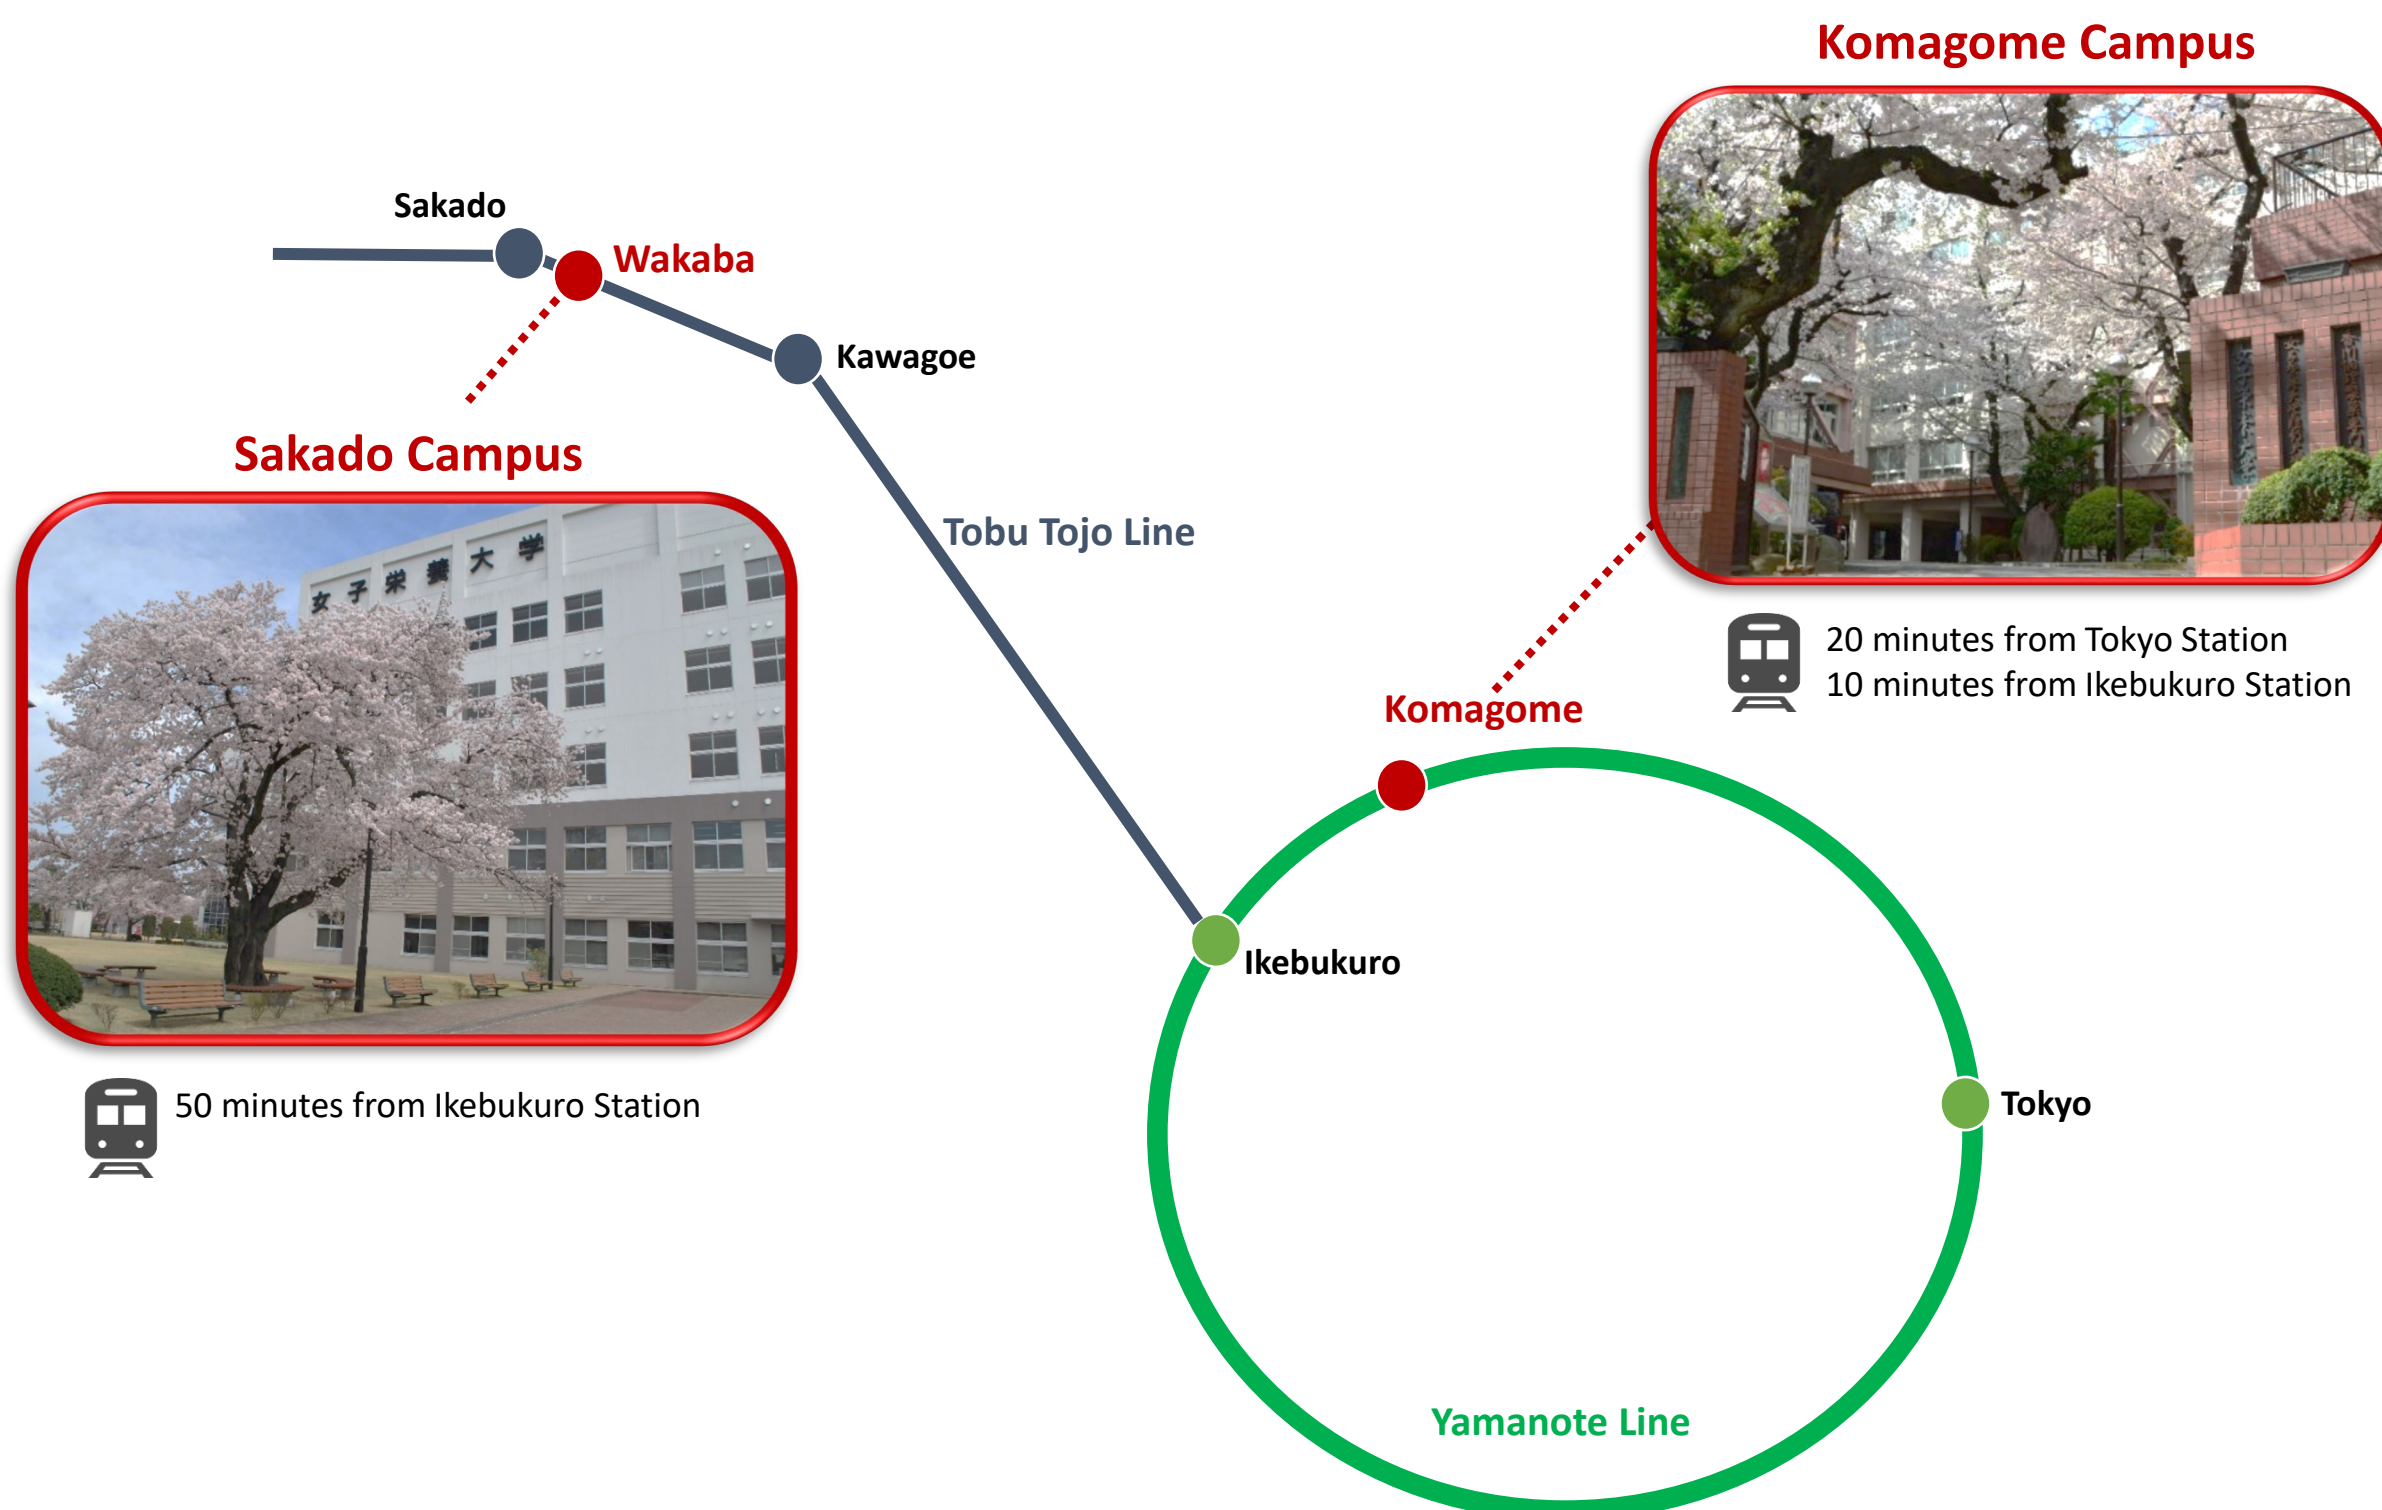 Komagome Campus
Sakado
Wakaba
Kawagoe
Sakado Campus
Tobu Tojo Line
女子栄養大学
20 minutes from Tokyo Station
10 minutes from Ikebukuro Station
Komagome
Ikebukuro
50 minutes from Ikebukuro Station
Tokyo
Yamanote Line